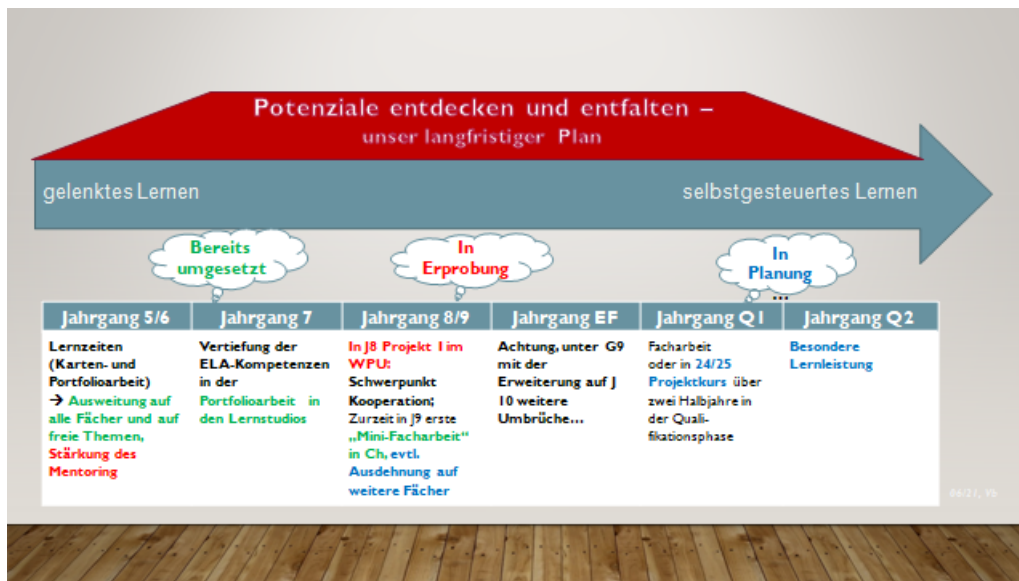 Potenziale entdecken und entfalten –
unser langfristiger Plan
gelenktes Lernen
selbstgesteuertes Lernen
Bereits
umgesetzt
In
Erprobung
In
Planung
...
Jahrgang 5/6
Lernzeiten
(Karten- und
Portfolioarbeit)
→ Ausweitung auf
alle Fächer und auf
freie Themen,
Stärkung des
Mentoring
Jahrgang 7
Vertiefung der
ELA-Kompetenzen
in der
Portfolioarbeit in
den Lernstudios
Jahrgang 8/9
In J8 Projekt 1 im
WPU:
Schwerpunkt
Kooperation;
Zurzeit in J9 erste
„Mini-Facharbeit“
in Ch, evtl.
Ausdehnung auf
weitere Fächer
Jahrgang EF
Achtung, unter G9
mit der
Erweiterung auf J
10 weitere
Umbrüche...
Jahrgang Q1
Facharbeit
oder in 24/25
Projektkurs über
zwei Halbjahre in
der Quali-
fikationsphase
Jahrgang Q2
Besondere
Lernleistung
06/21, Vb